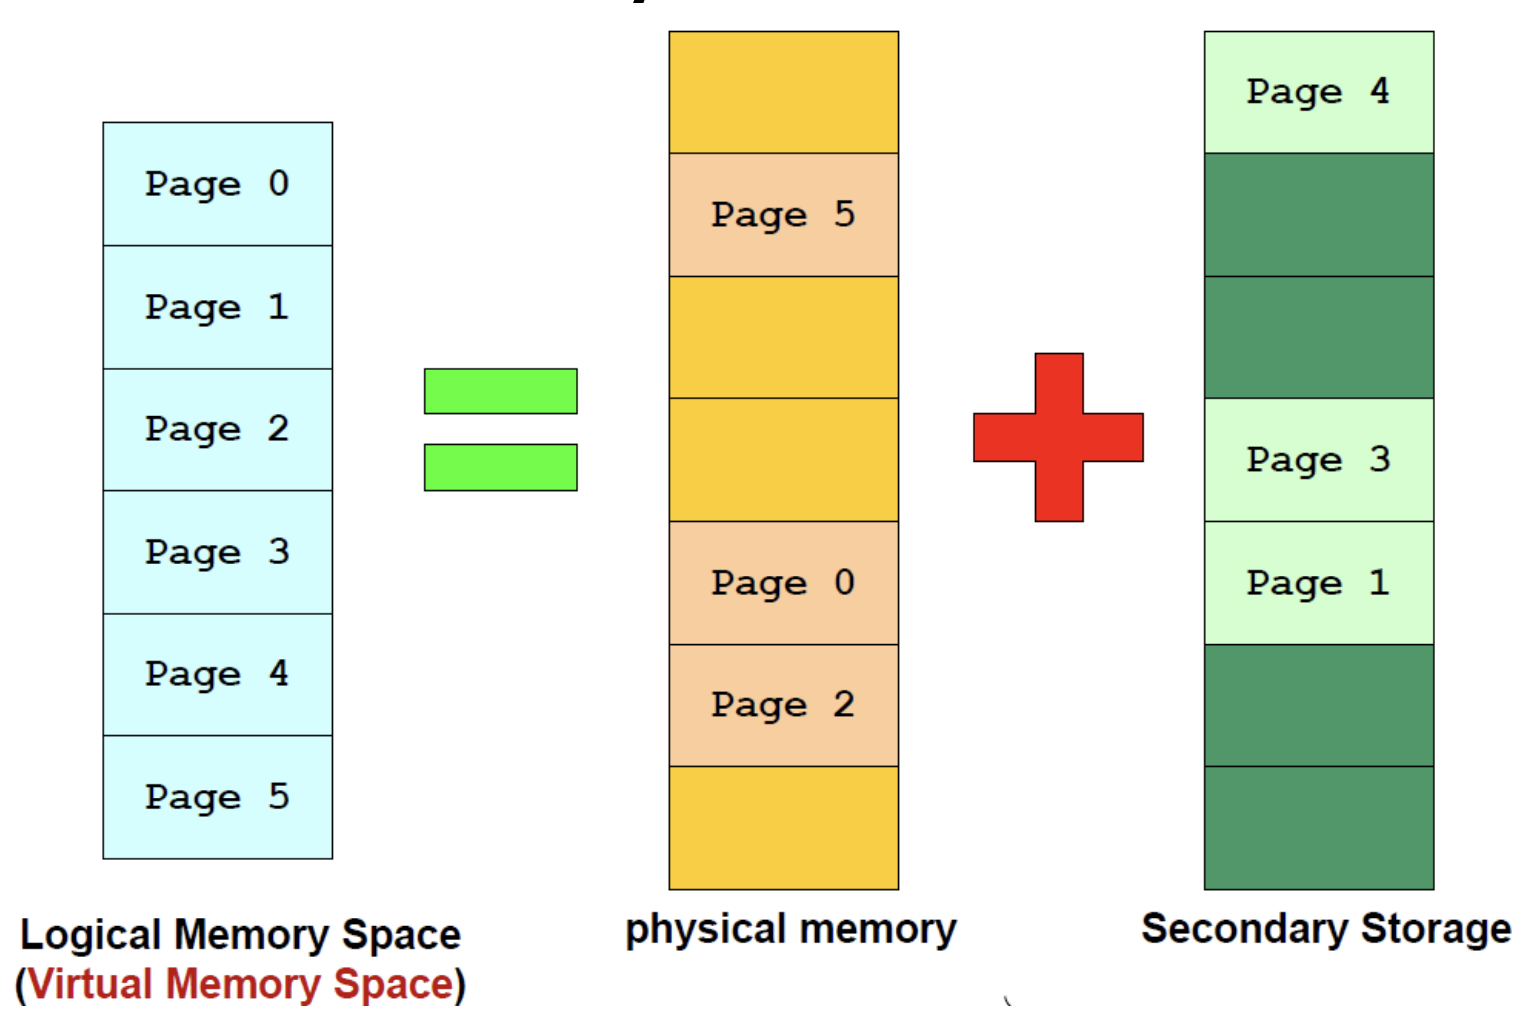 Page 0
Page 1
Page 2
Page 3
Page 4
Page 5
Logical Memory Space
(Virtual Memory Space)
Page 5
Page 0
Page 2
physical memory
Page 4
Page 3
Page 1
Secondary Storage